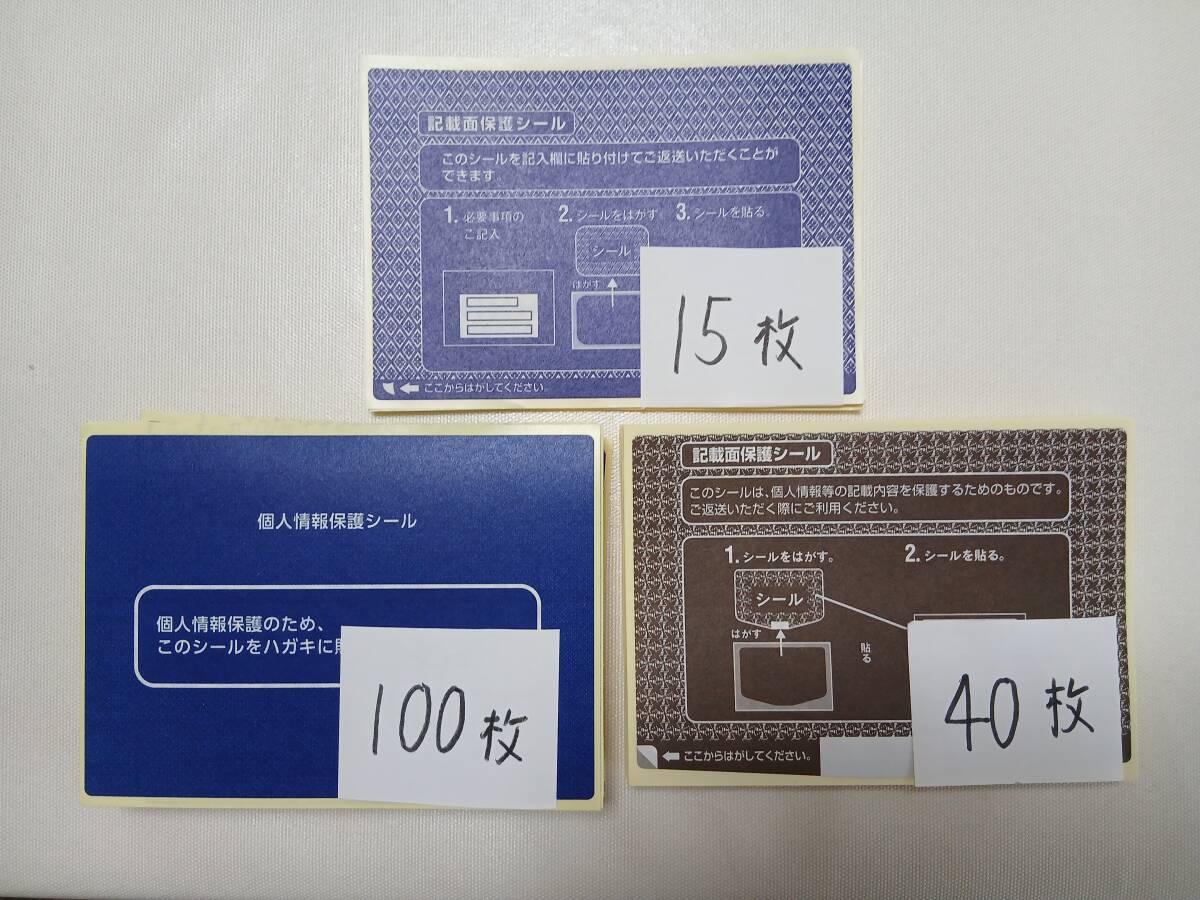 記載面保護シール
このシールを記入欄に貼り付けてご返送いただくことが
できます
1. 必要事項の
ご記入
2. シールをはがす
3. シールを貼る。
シール
はがす
ここからはがしてください。
15枚
個人情報保護シール
個人情報保護のため、
このシールをハガキに
100枚
記載面保護シール
このシールは、個人情報等の記載内容を保護するためのものです。
ご返送いただく際にご利用ください。
1. シールをはがす。
2. シールを貼る。
シール
はがす
貼る
ここからはがしてください。
40枚